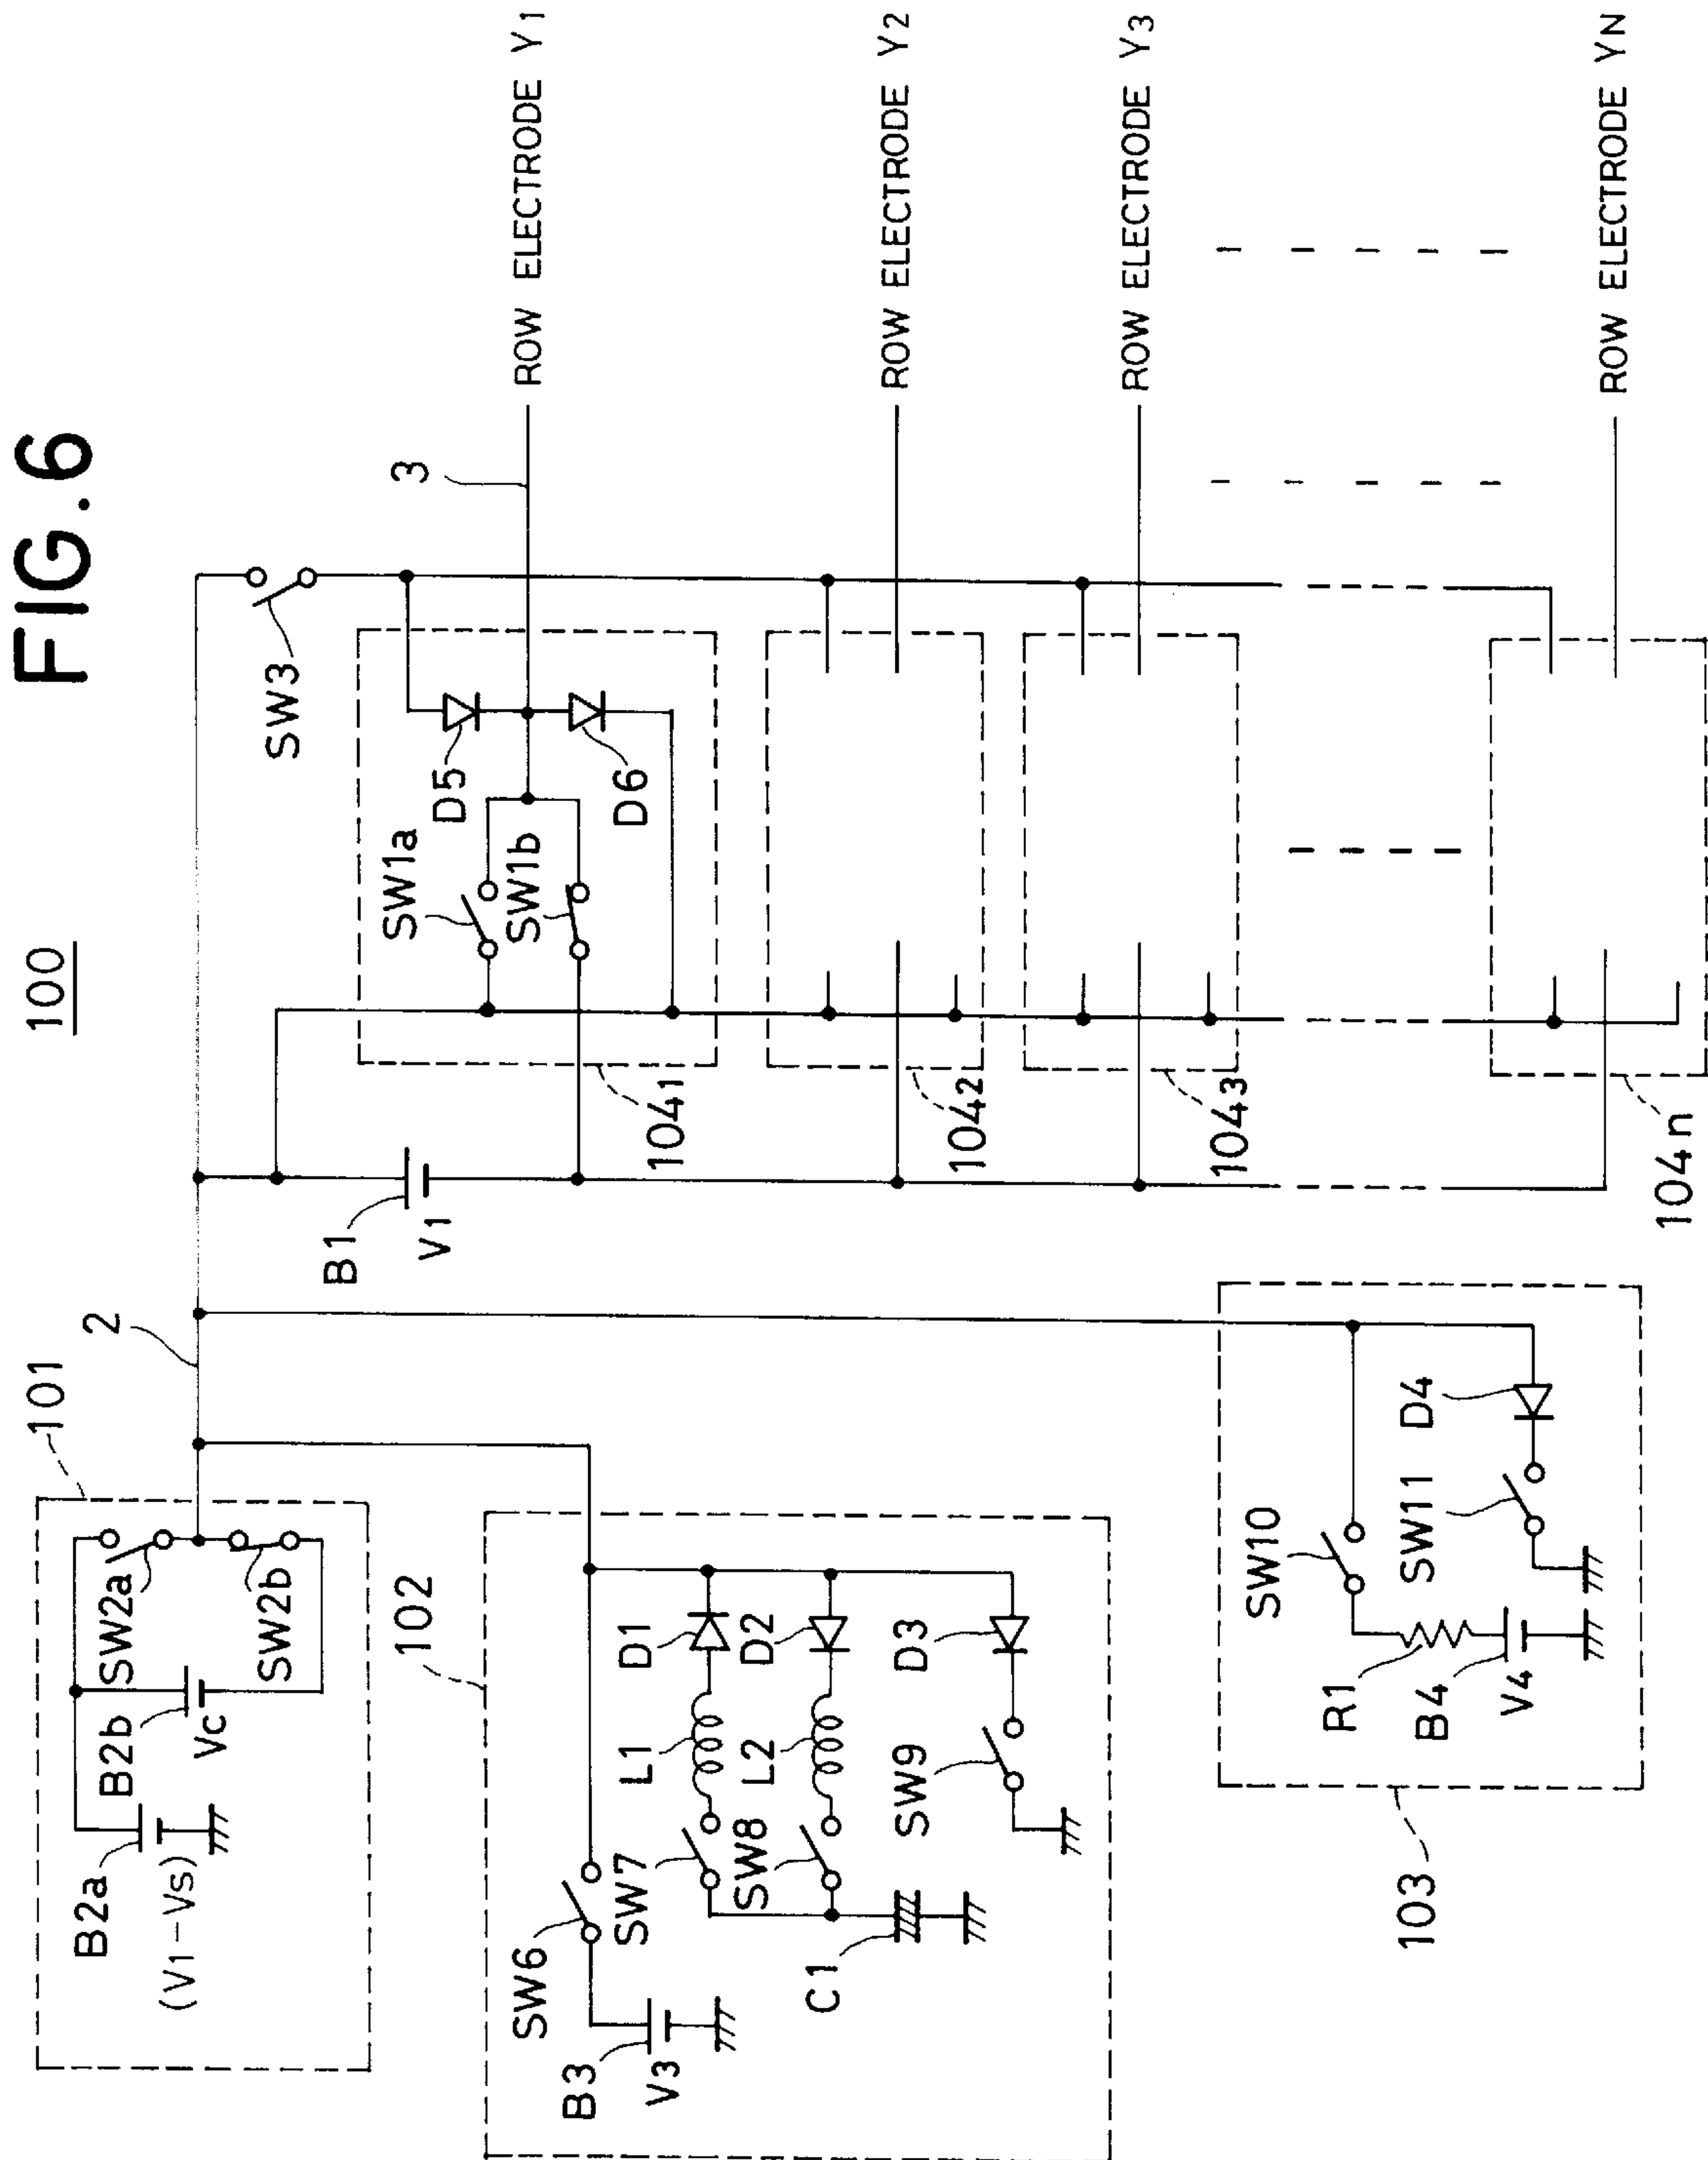 FIG.6
100
101
2
SW2a
SW2b
B2b
Vc
B2a
(V1-Vs)
102
SW6
B3
V3
SW7
L1
D1
SW8
L2
D2
C1
SW9
D3
103
SW10
R1
B4
V4
SW11
D4
B1
V1
SW3
SW1a
SW1b
D5
D6
3
1041
1042
1043
104n
ROW ELECTRODE Y1
ROW ELECTRODE Y2
ROW ELECTRODE Y3
ROW ELECTRODE YN